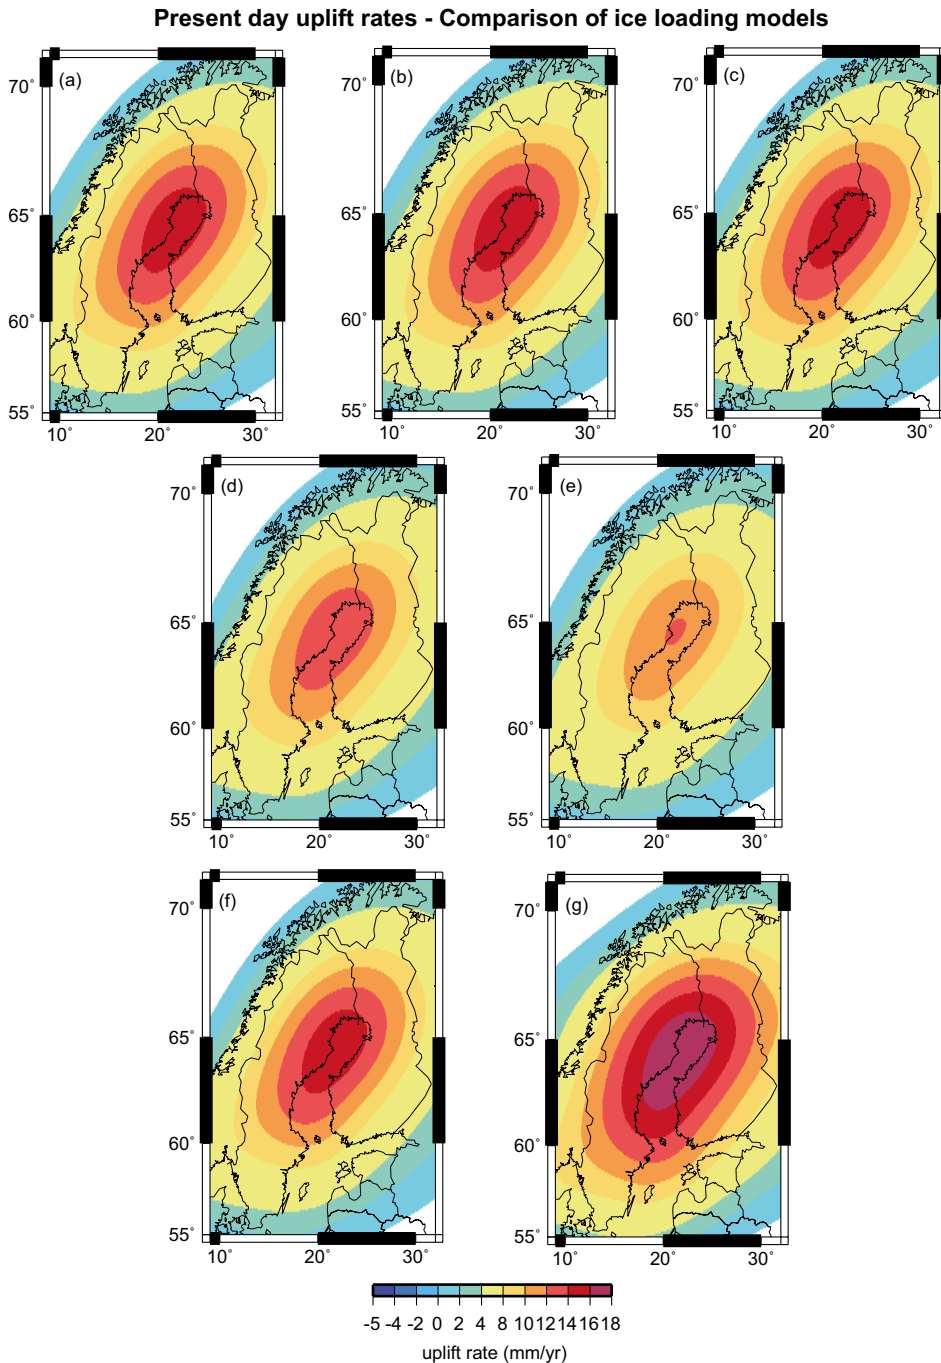 Present day uplift rates - Comparison of ice loading models
(a) (b) (c)
70° 70° 70°
65° 65° 65°
60° 60° 60°
55° 55° 55°
10° 20° 30° 10° 20° 30° 10° 20° 30°
(d) (e)
70° 70°
65° 65°
60° 60°
55° 55°
10° 20° 30° 10° 20° 30°
(f) (g)
70° 70°
65° 65°
60° 60°
55° 55°
10° 20° 30° 10° 20° 30°
-5 -4 -2 0 2 4 6 8 10 12 14 16 18
uplift rate (mm/yr)